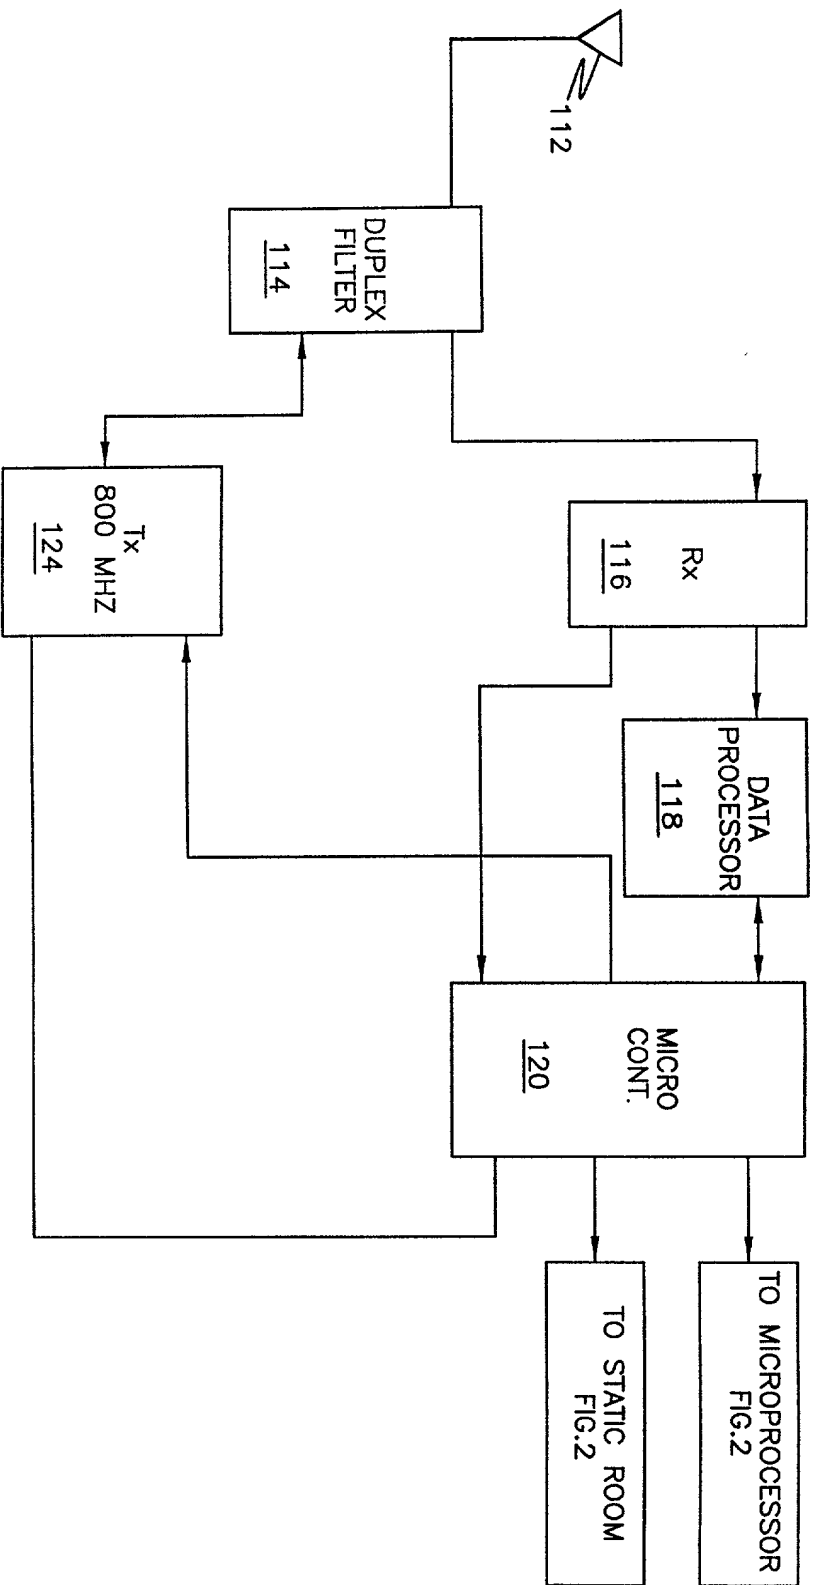 112
DUPLEX
FILTER
114
Rx
116
DATA
PROCESSOR
118
MICRO
CONT.
120
Tx
800 MHZ
124
TO MICROPROCESSOR
FIG.2
TO STATIC ROOM
FIG.2